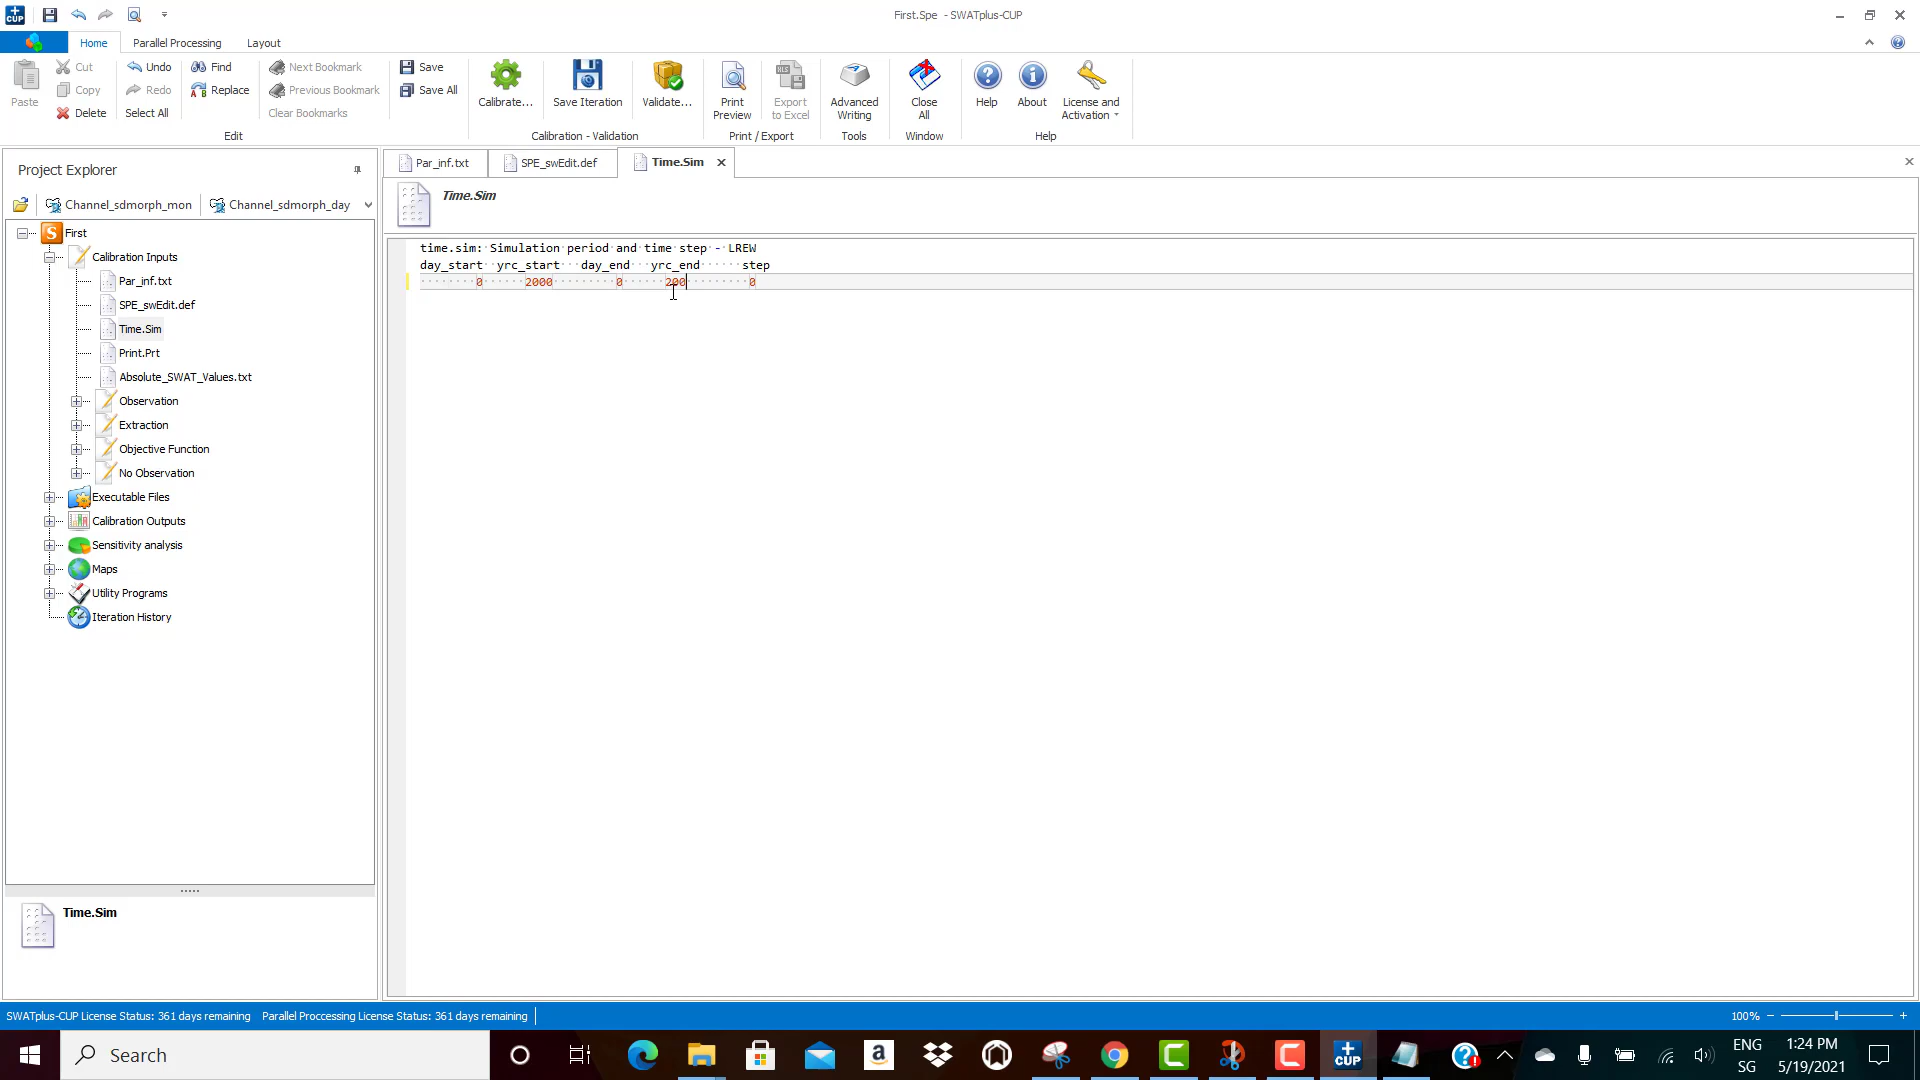 First.Spe - SWATplus-CUP
Home Parallel Processing Layout
Paste
Cut
Copy
Delete
Undo
Redo
Select All
Find
Replace
Edit
Next Bookmark
Previous Bookmark
Clear Bookmarks
Save
Save All
Calibrate...
Save Iteration
Validate...
Calibration - Validation
Print Preview
Export to Excel
Print / Export
Advanced Writing
Tools
Close All
Window
Help
About
License and Activation
Help
Project Explorer
Channel_sdmorph_mon Channel_sdmorph_day
First
Calibration Inputs
Par_inf.txt
SPE_swEdit.def
Time.Sim
Print.Prt
Absolute_SWAT_Values.txt
Observation
Extraction
Objective Function
No Observation
Executable Files
Calibration Outputs
Sensitivity analysis
Maps
Utility Programs
Iteration History
Time.Sim
Par_inf.txt SPE_swEdit.def Time.Sim
Time.Sim
time.sim: Simulation period and time step - LREW
day_start yrc_start day_end yrc_end step
0 2000 0 200 0
SWATplus-CUP License Status: 361 days remaining Parallel Proccessing License Status: 361 days remaining
100%
Search
CUP
ENG
SG
1:24 PM
5/19/2021